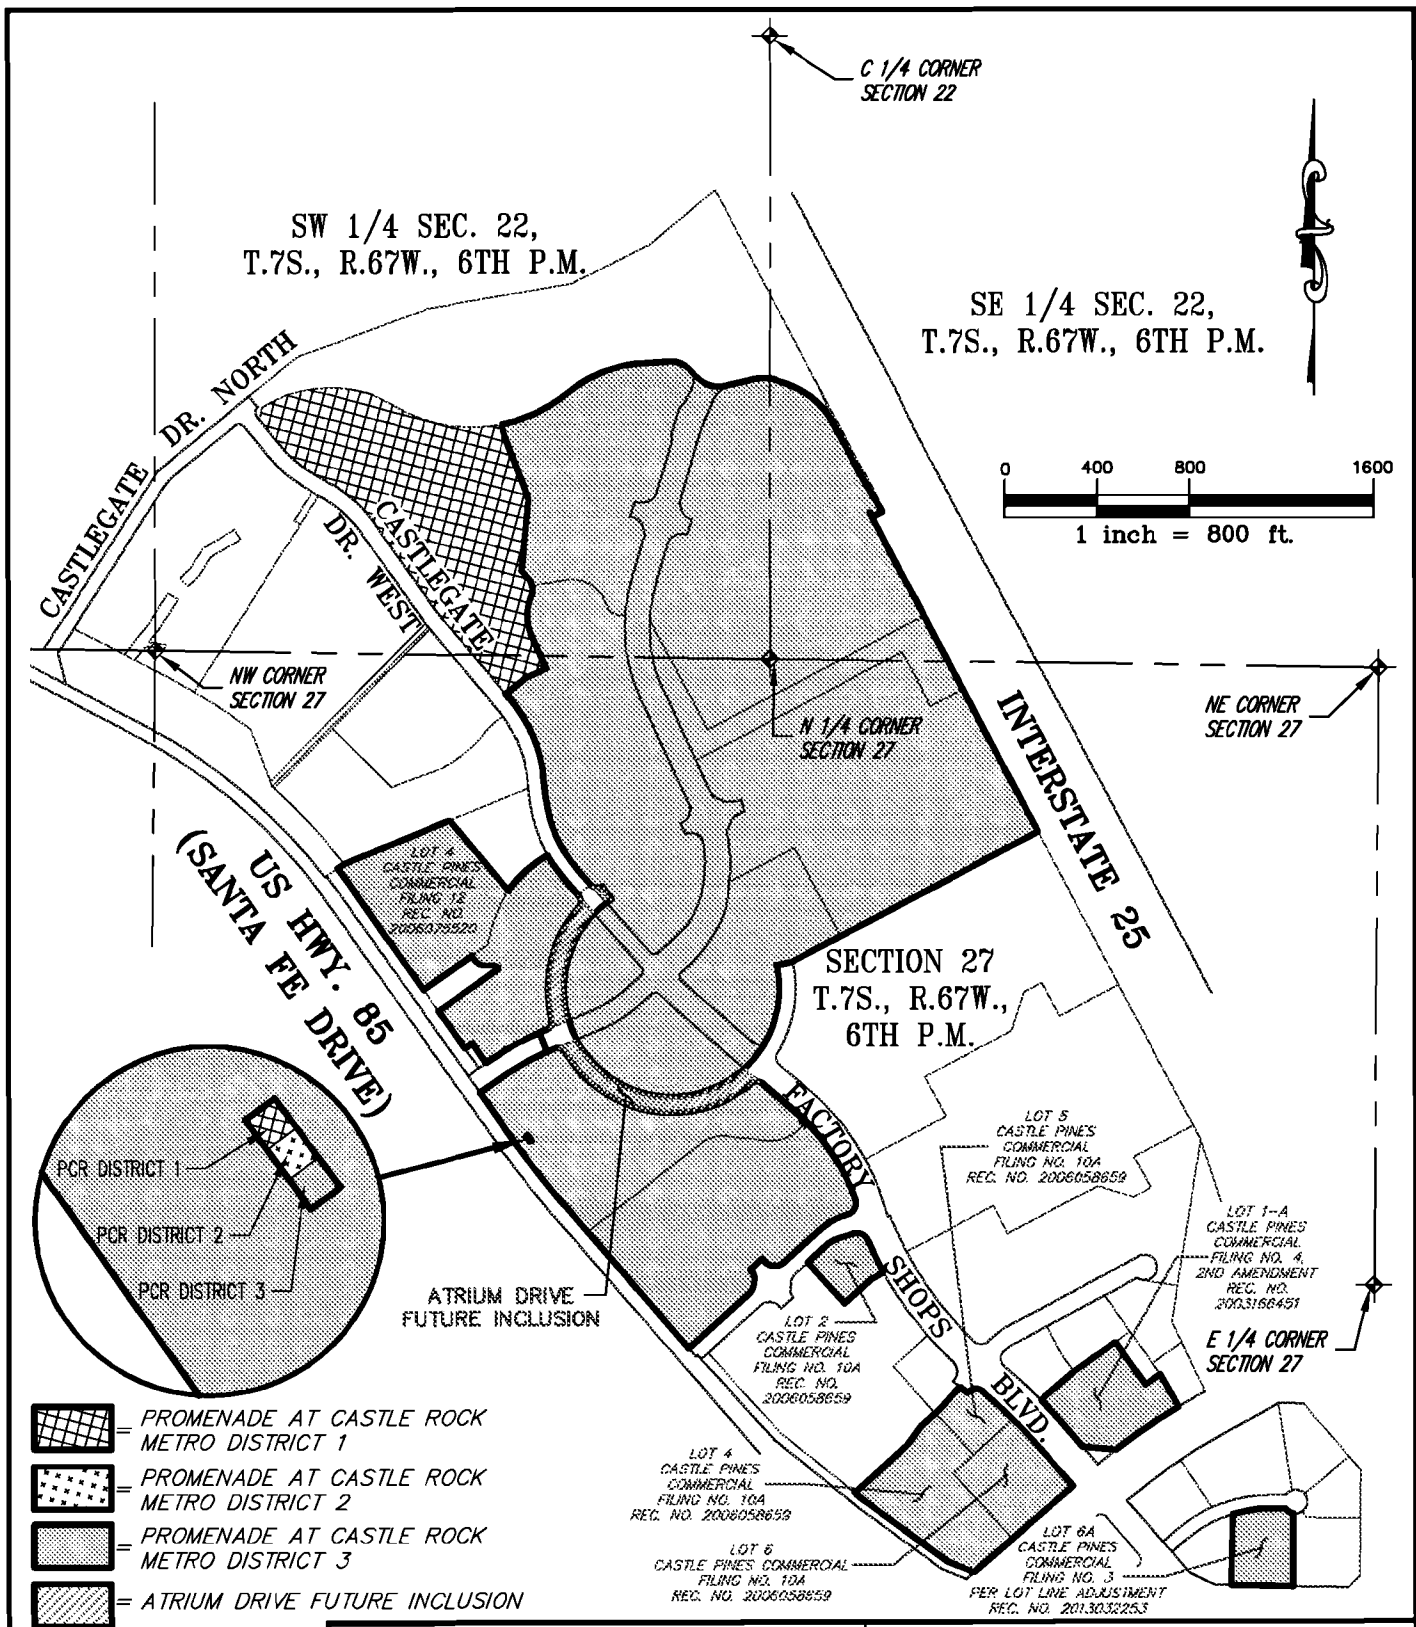 C 1/4 CORNER
SECTION 22
SW 1/4 SEC. 22,
T.7S., R.67W., 6TH P.M.
SE 1/4 SEC. 22,
T.7S., R.67W., 6TH P.M.
0 400 800 1600
1 inch = 800 ft.
CASTLEGATE DR. NORTH
CASTLEGATE
DR. WEST
NW CORNER
SECTION 27
N 1/4 CORNER
SECTION 27
NE CORNER
SECTION 27
INTERSTATE 25
US HWY. 85
(SANTA FE DRIVE)
LOT 4
CASTLE PINES
COMMERCIAL
FILING 12
REC. NO.
2006075520
SECTION 27
T.7S., R.67W.,
6TH P.M.
FACTORY SHOPS BLVD.
PCR DISTRICT 1
PCR DISTRICT 2
PCR DISTRICT 3
ATRIUM DRIVE
FUTURE INCLUSION
LOT 5
CASTLE PINES
COMMERCIAL
FILING NO. 10A
REC. NO. 2006058659
LOT 1-A
CASTLE PINES
COMMERCIAL
FILING NO. 4,
2ND AMENDMENT
REC. NO.
2003166451
LOT 2
CASTLE PINES
COMMERCIAL
FILING NO. 10A
REC. NO.
2006058659
E 1/4 CORNER
SECTION 27
LOT 4
CASTLE PINES
COMMERCIAL
FILING NO. 10A
REC. NO. 2006058659
LOT 6
CASTLE PINES COMMERCIAL
FILING NO. 10A
REC. NO. 2006058659
LOT 6A
CASTLE PINES
COMMERCIAL
FILING NO. 3
PER LOT LINE ADJUSTMENT
REC. NO. 2013032253
= PROMENADE AT CASTLE ROCK
METRO DISTRICT 1
= PROMENADE AT CASTLE ROCK
METRO DISTRICT 2
= PROMENADE AT CASTLE ROCK
METRO DISTRICT 3
= ATRIUM DRIVE FUTURE INCLUSION